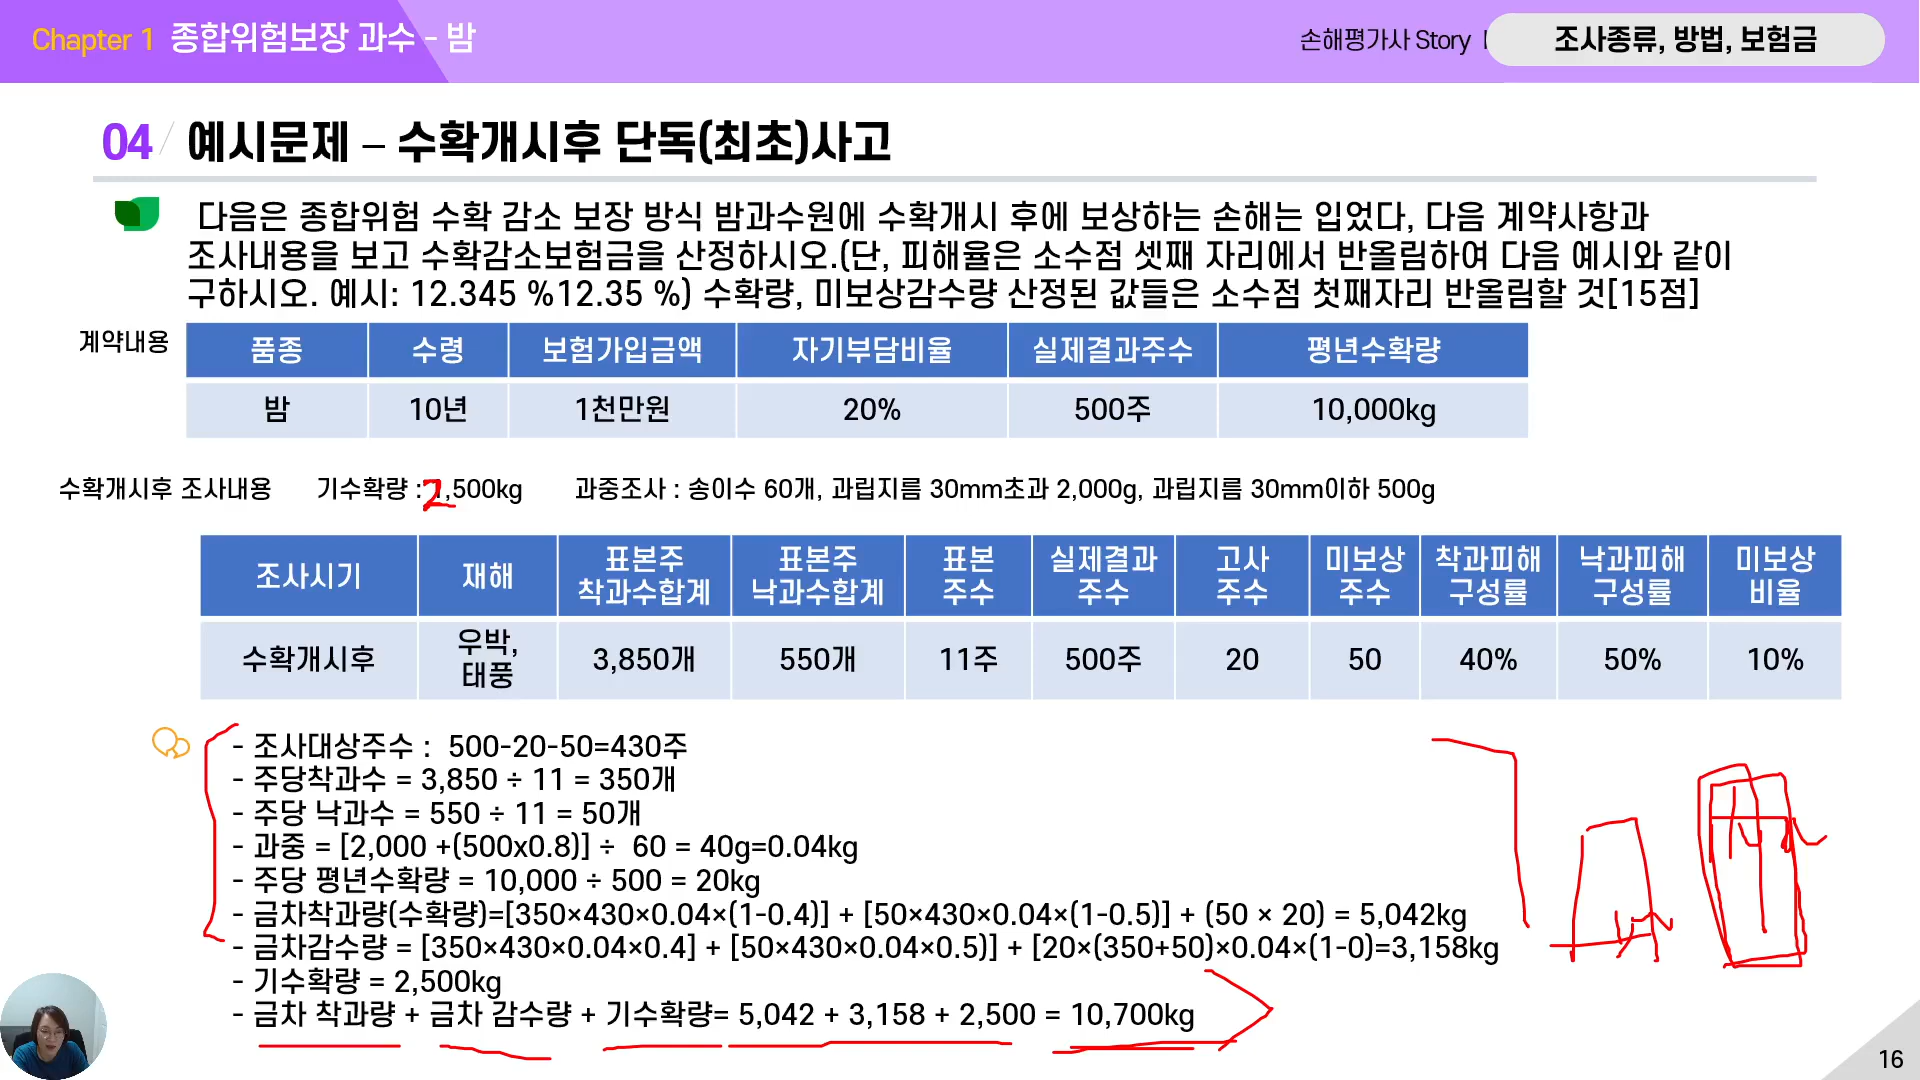 Chapter 1 종합위험보장 과수 - 밤
손해평가사 Story
조사종류, 방법, 보험금
04 예시문제 – 수확개시후 단독(최초)사고
다음은 종합위험 수확 감소 보장 방식 밤과수원에 수확개시 후에 보상하는 손해는 입었다, 다음 계약사항과
조사내용을 보고 수확감소보험금을 산정하시오.(단, 피해율은 소수점 셋째 자리에서 반올림하여 다음 예시와 같이
구하시오. 예시: 12.345 %12.35 %) 수확량, 미보상감수량 산정된 값들은 소수점 첫째자리 반올림할 것[15점]
계약내용
품종 수령 보험가입금액 자기부담비율 실제결과주수 평년수확량
밤 10년 1천만원 20% 500주 10,000kg
수확개시후 조사내용 기수확량 : 2,500kg 과중조사 : 송이수 60개, 과립지름 30mm초과 2,000g, 과립지름 30mm이하 500g
조사시기 재해 표본주 착과수합계 표본주 낙과수합계 표본 주수 실제결과 주수 고사 주수 미보상 주수 착과피해 구성률 낙과피해 구성률 미보상 비율
수확개시후 우박, 태풍 3,850개 550개 11주 500주 20 50 40% 50% 10%
- 조사대상주수 : 500-20-50=430주
- 주당착과수 = 3,850 ÷ 11 = 350개
- 주당 낙과수 = 550 ÷ 11 = 50개
- 과중 = [2,000 +(500x0.8)] ÷ 60 = 40g=0.04kg
- 주당 평년수확량 = 10,000 ÷ 500 = 20kg
- 금차착과량(수확량)=[350×430×0.04×(1-0.4)] + [50×430×0.04×(1-0.5)] + (50 × 20) = 5,042kg
- 금차감수량 = [350×430×0.04×0.4] + [50×430×0.04×0.5)] + [20×(350+50)×0.04×(1-0)=3,158kg
- 기수확량 = 2,500kg
- 금차 착과량 + 금차 감수량 + 기수확량= 5,042 + 3,158 + 2,500 = 10,700kg
16